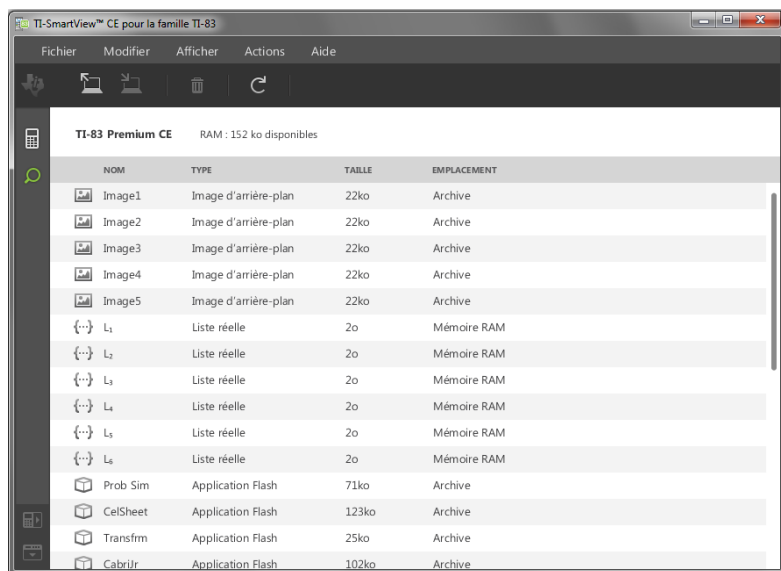 TI-SmartView™ CE pour la famille TI-83
Fichier Modifier Afficher Actions Aide
TI-83 Premium CE RAM : 152 ko disponibles
NOM TYPE TAILLE EMPLACEMENT
Image1 Image d'arrière-plan 22ko Archive
Image2 Image d'arrière-plan 22ko Archive
Image3 Image d'arrière-plan 22ko Archive
Image4 Image d'arrière-plan 22ko Archive
Image5 Image d'arrière-plan 22ko Archive
{···} L₁ Liste réelle 2o Mémoire RAM
{···} L₂ Liste réelle 2o Mémoire RAM
{···} L₃ Liste réelle 2o Mémoire RAM
{···} L₄ Liste réelle 2o Mémoire RAM
{···} L₅ Liste réelle 2o Mémoire RAM
{···} L₆ Liste réelle 2o Mémoire RAM
Prob Sim Application Flash 71ko Archive
CelSheet Application Flash 123ko Archive
Transfrm Application Flash 25ko Archive
CabriJr Application Flash 102ko Archive